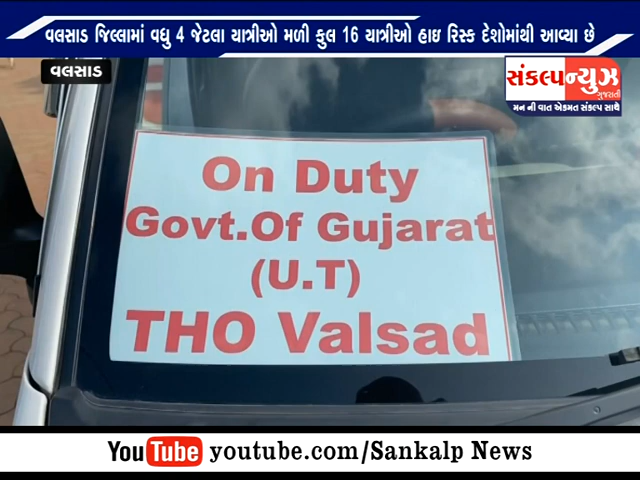 વલસાડ જિલ્લામાં વધુ 4 જેટલા યાત્રીઓ મળી કુલ 16 યાત્રીઓ હાઇ રિસ્ક દેશોમાંથી આવ્યા છે
વલસાડ
સંકલ્પન્યુઝ
ગુજરાતી
મન ની વાત એકમત સંકલ્પ સાથે
On Duty
Govt.Of Gujarat
(U.T)
THO Valsad
YouTube youtube.com/Sankalp News